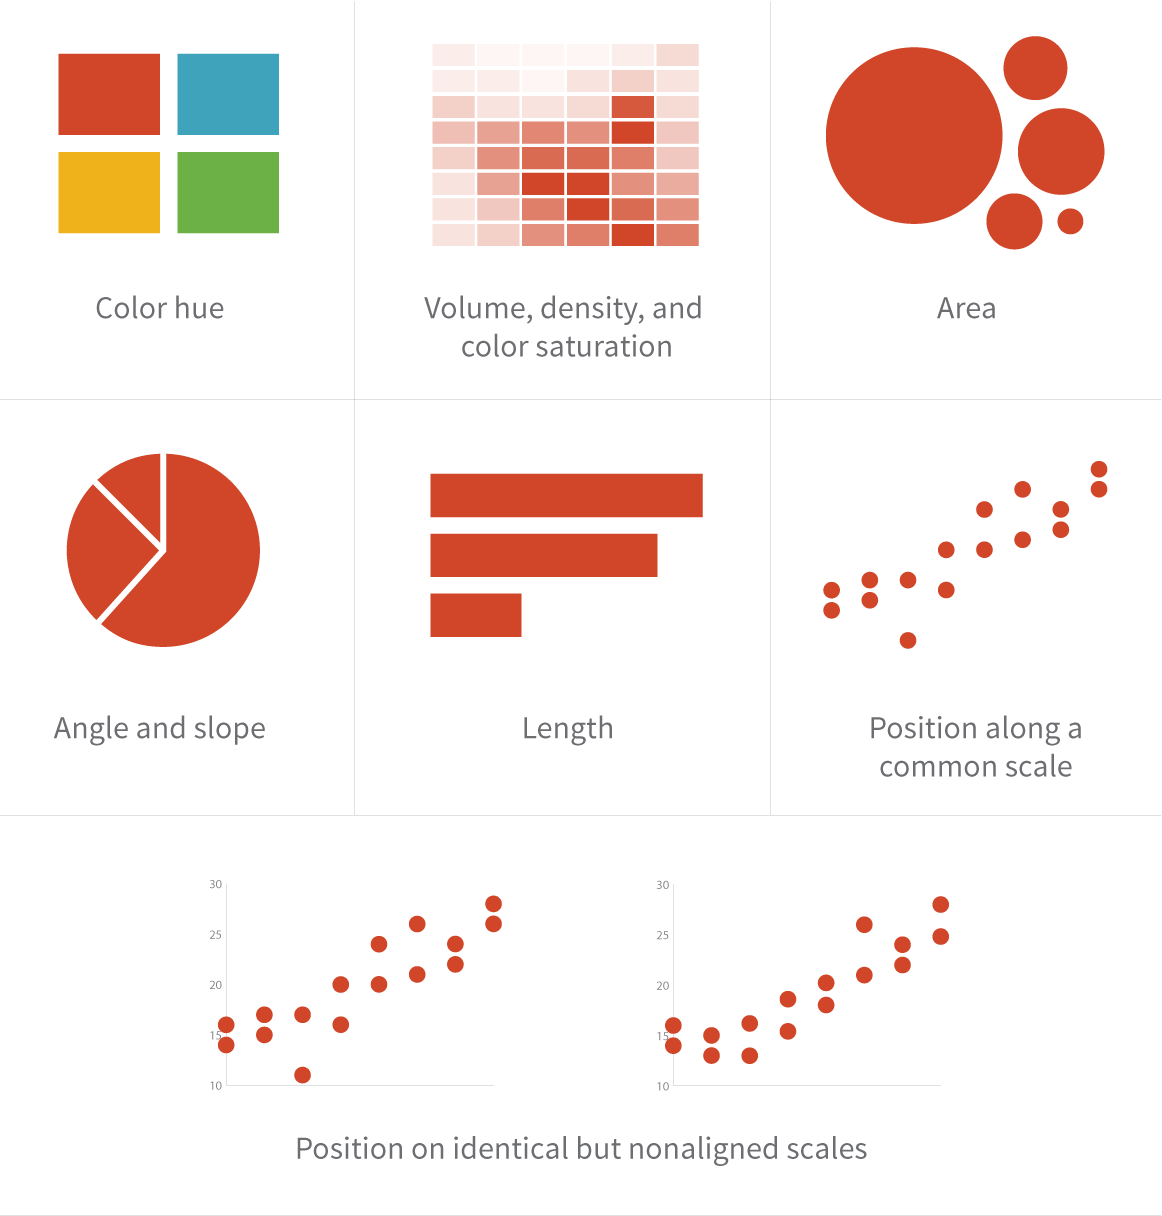 Color hue
Volume, density, and
color saturation
Area
Angle and slope
Length
Position along a
common scale
30
25
20
15
10
30
25
20
15
10
Position on identical but nonaligned scales